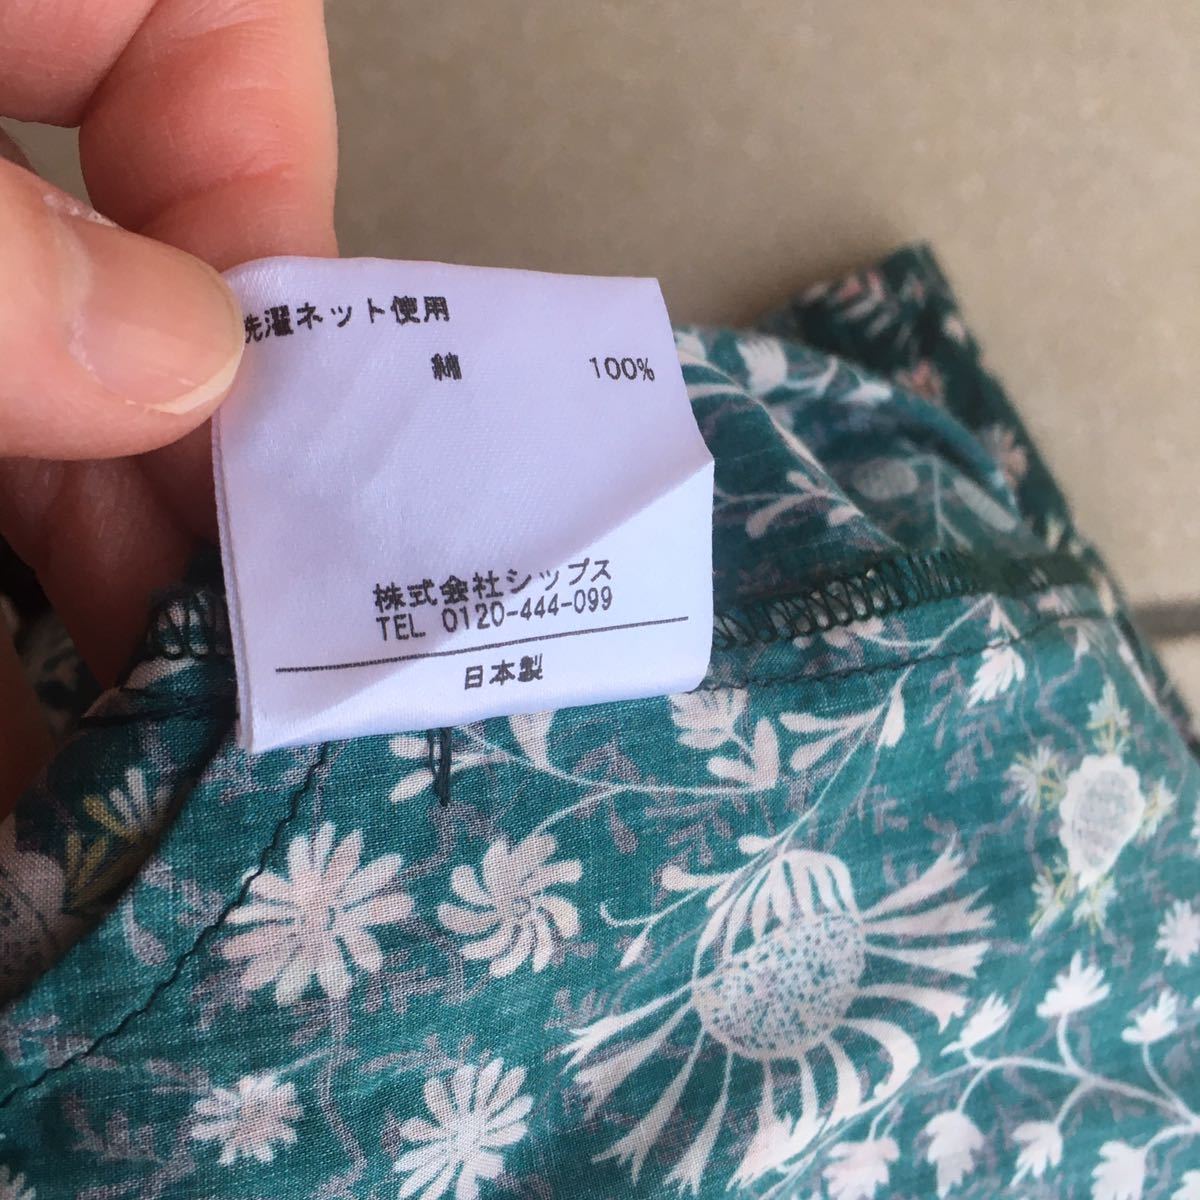 洗濯ネット使用
綿 100%
株式会社シップス
TEL 0120-444-099
日本製